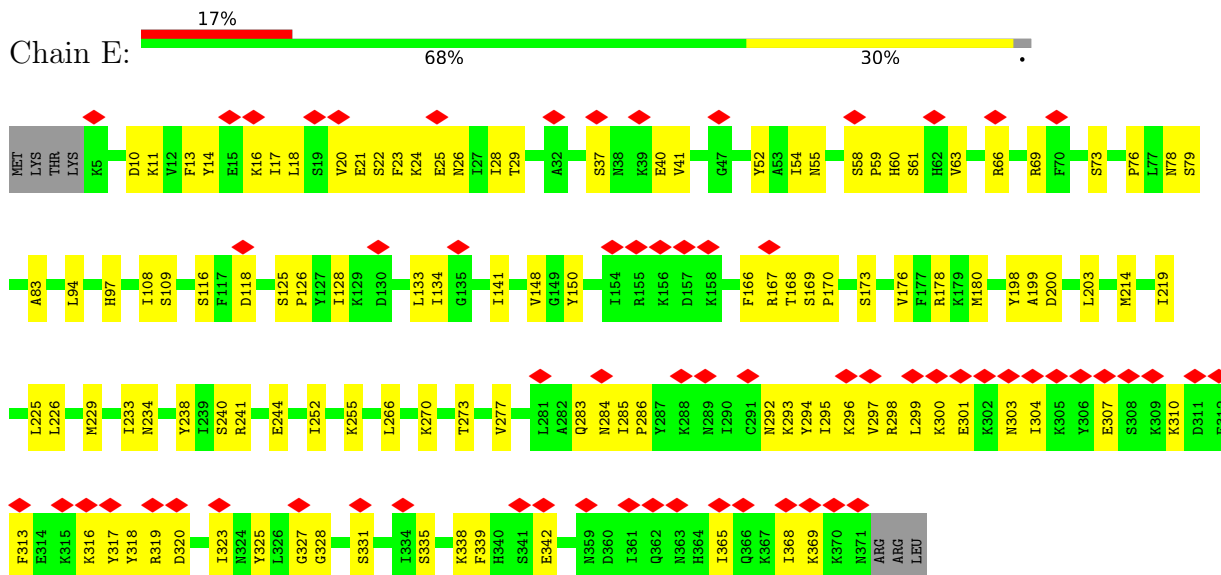 17%
Chain E:
68% 30% •
MET LYS THR LYS K5 D10 K11 V12 F13 Y14 E15 K16 I17 L18 S19 V20 E21 S22 F23 K24 E25 N26 I27 I28 T29 A32 S37 N38 K39 E40 V41 G47 Y52 A53 I54 N55 S58 P59 H60 S61 H62 V63 R66 R69 F70 S73 P76 L77 N78 S79
A83 L94 H97 I108 S109 S116 F117 D118 S125 P126 Y127 I128 K129 D130 L133 I134 G135 I141 V148 G149 Y150 I154 R155 K156 D157 K158 F166 R167 T168 S169 P170 S173 V176 F177 R178 K179 M180 Y198 A199 D200 L203 M214 I219
L225 L226 M229 I233 N234 Y238 I239 S240 R241 E244 I252 K255 L266 K270 T273 V277 L281 A282 Q283 N284 I285 P286 Y287 K288 N289 I290 C291 N292 K293 Y294 I295 K296 V297 R298 L299 K300 E301 K302 N303 I304 K305 Y306 E307 S308 K309 K310 D311
F313 E314 K315 K316 Y317 Y318 R319 D320 I323 N324 Y325 L326 G327 G328 S331 I334 S335 K338 F339 H340 S341 E342 N359 D360 I361 Q362 N363 H364 I365 Q366 K367 I368 K369 K370 N371 ARG ARG LEU